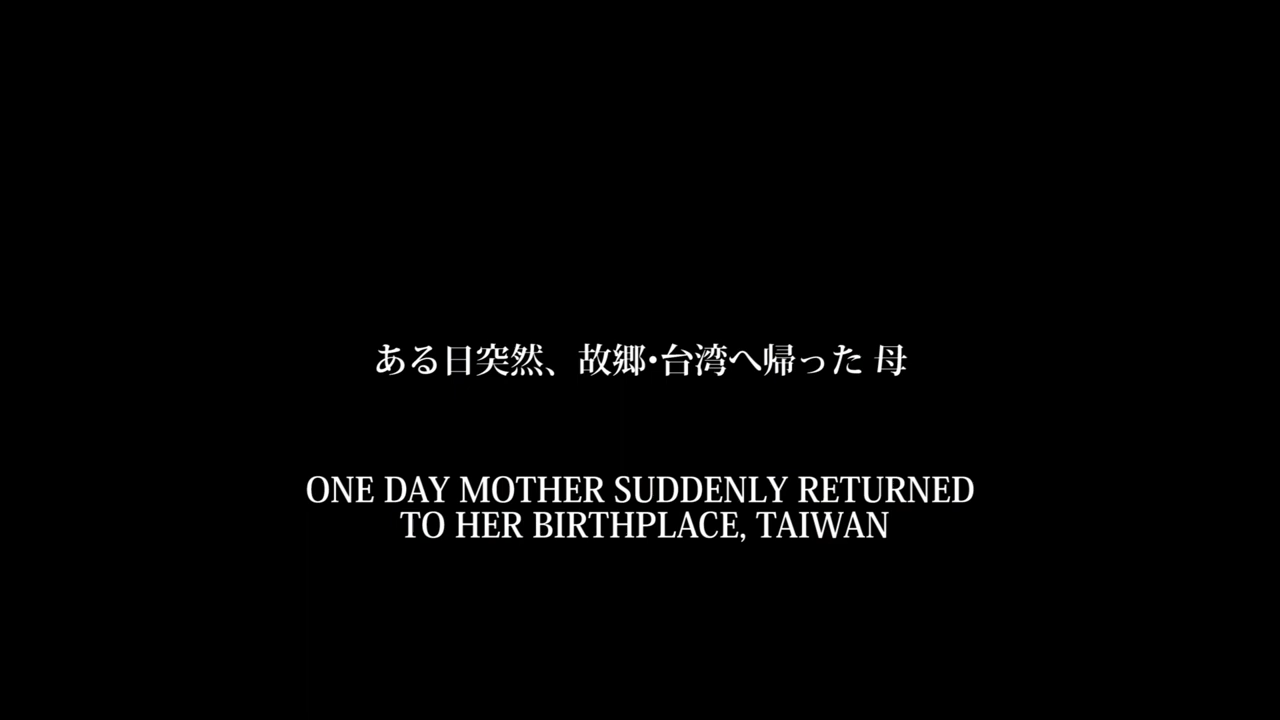 ある日突然、故郷・台湾へ帰った 母
ONE DAY MOTHER SUDDENLY RETURNED
TO HER BIRTHPLACE, TAIWAN